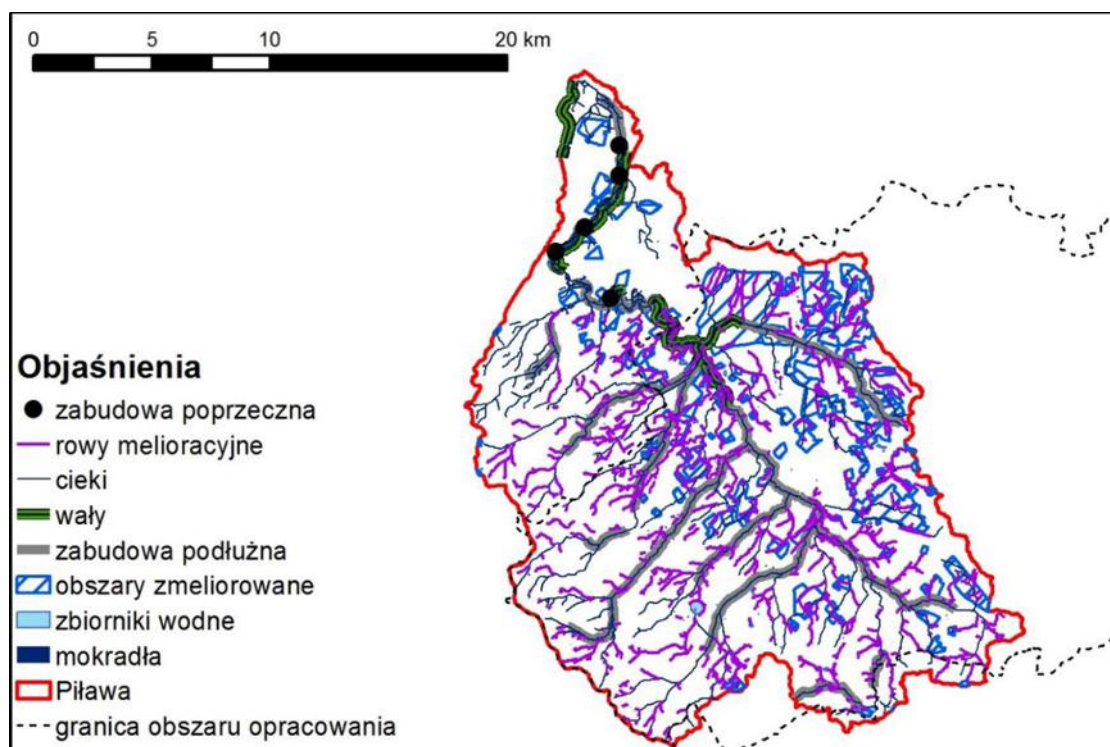 0 5 10 20 km
Objaśnienia
zabudowa poprzeczna
rowy melioracyjne
cieki
wały
zabudowa podłużna
obszary zmeliorowane
zbiorniki wodne
mokradła
Piława
granica obszaru opracowania